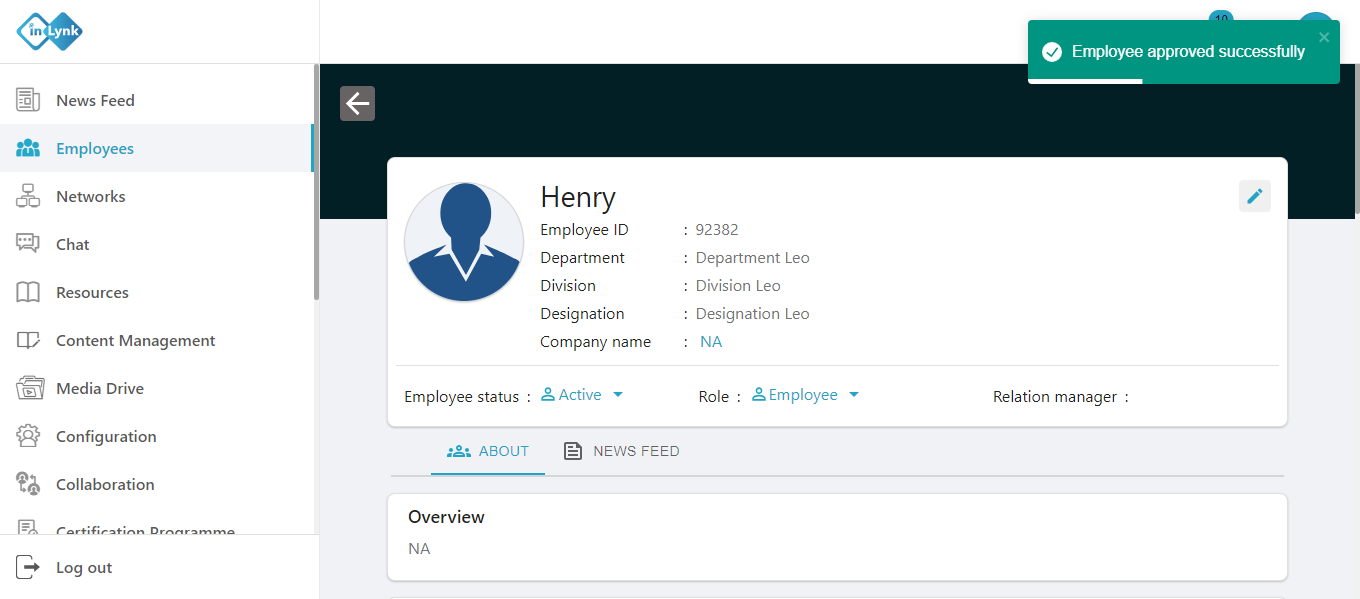 in Lynk
10
Employee approved successfully
News Feed
Employees
Networks
Chat
Resources
Content Management
Media Drive
Configuration
Collaboration
Certification Programme
Log out
Henry
Employee ID : 92382
Department : Department Leo
Division : Division Leo
Designation : Designation Leo
Company name : NA
Employee status : Active Role : Employee Relation manager :
ABOUT NEWS FEED
Overview
NA